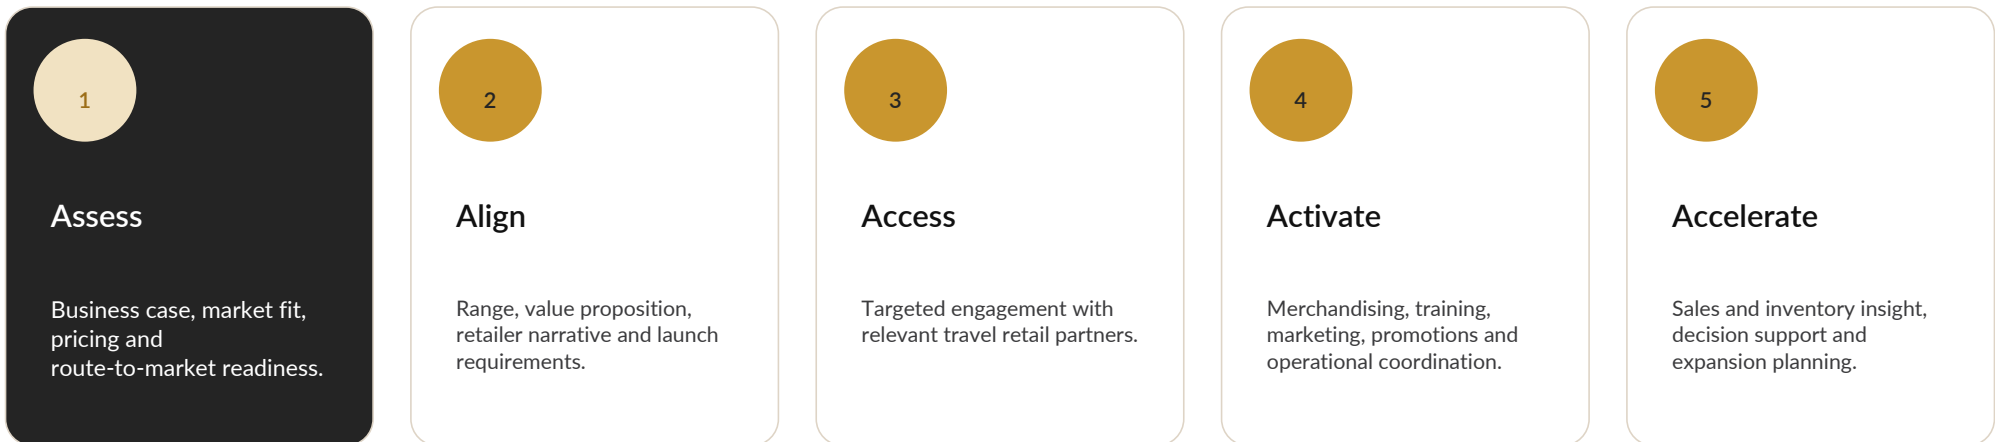 1
Assess
Business case, market fit,
pricing and
route-to-market readiness.
2
Align
Range, value proposition,
retailer narrative and launch
requirements.
3
Access
Targeted engagement with
relevant travel retail partners.
4
Activate
Merchandising, training,
marketing, promotions and
operational coordination.
5
Accelerate
Sales and inventory insight,
decision support and
expansion planning.